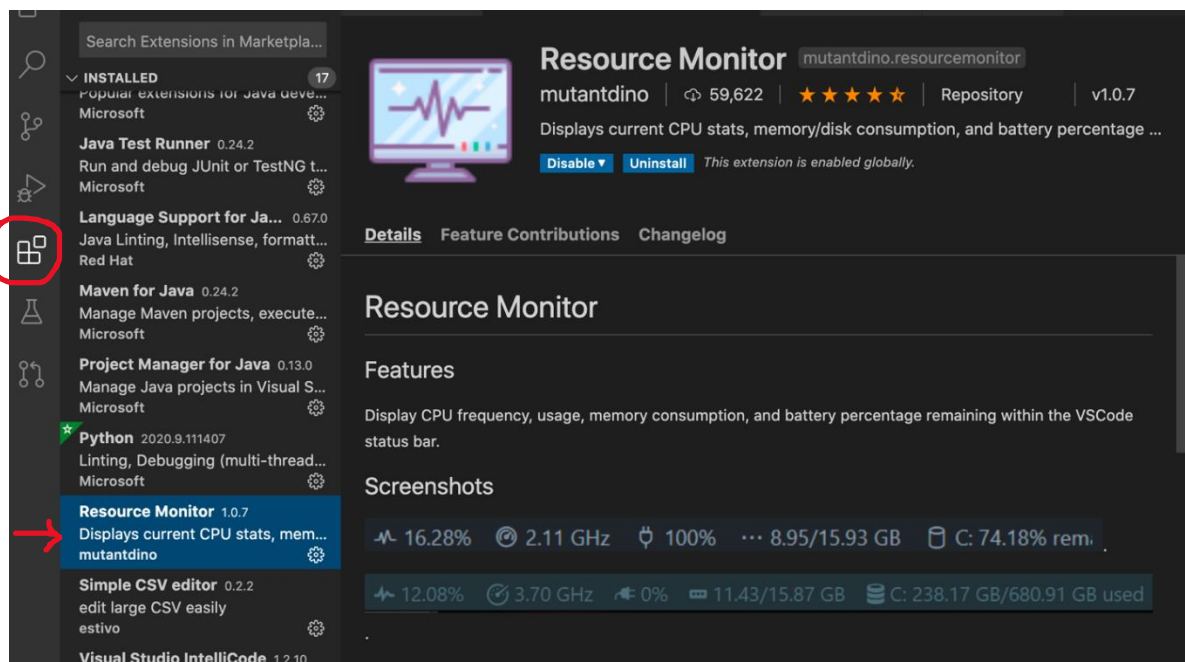 Search Extensions in Marketpla...
INSTALLED 17
Popular extensions for Java deve...
Microsoft
Java Test Runner 0.24.2
Run and debug JUnit or TestNG t...
Microsoft
Language Support for Ja... 0.67.0
Java Linting, Intellisense, formatt...
Red Hat
Maven for Java 0.24.2
Manage Maven projects, execute...
Microsoft
Project Manager for Java 0.13.0
Manage Java projects in Visual S...
Microsoft
Python 2020.9.111407
Linting, Debugging (multi-thread...
Microsoft
Resource Monitor 1.0.7
Displays current CPU stats, mem...
mutantdino
Simple CSV editor 0.2.2
edit large CSV easily
estivo
Visual Studio IntelliCode 1.2.10
Resource Monitor mutantdino.resourcemonitor
mutantdino 59,622 Repository v1.0.7
Displays current CPU stats, memory/disk consumption, and battery percentage ...
Disable Uninstall This extension is enabled globally.
Details Feature Contributions Changelog
Resource Monitor
Features
Display CPU frequency, usage, memory consumption, and battery percentage remaining within the VSCode
status bar.
Screenshots
16.28% 2.11 GHz 100% 8.95/15.93 GB C: 74.18%
12.08% 3.70 GHz 0% 11.43/15.87 GB C: 238.17 GB/680.91 GB used